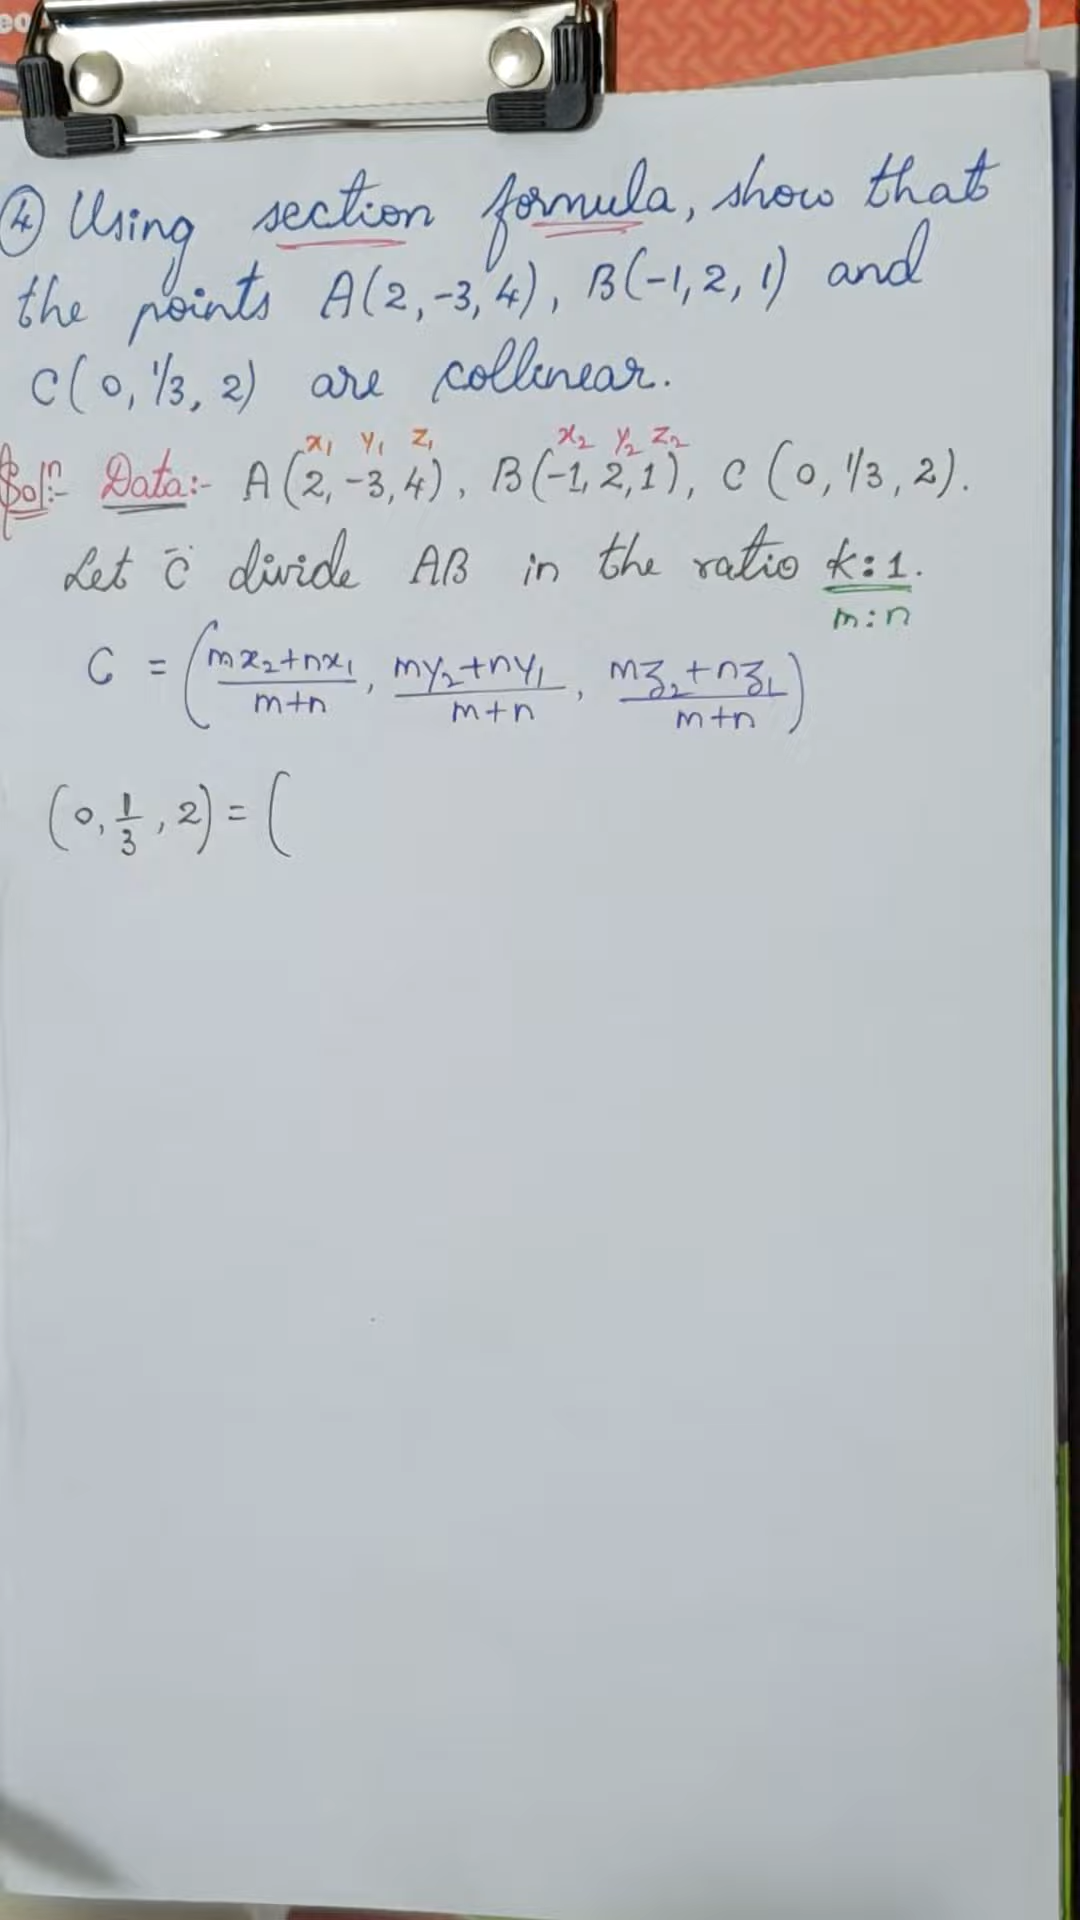 ④ Using section formula, show that
the points A(2,-3,4), B(-1,2,1) and
C(0,1/3,2) are collinear.
x₁ y₁ z₁ x₂ y₂ z₂
Solⁿ:- Data:- A(2,-3,4), B(-1,2,1), C(0,1/3,2).
Let 'C' divide AB in the ratio k:1.
m:n
C = ((mx₂+nx₁)/(m+n), (my₂+ny₁)/(m+n), (mz₂+nz₁)/(m+n))
(0, 1/3, 2) = (